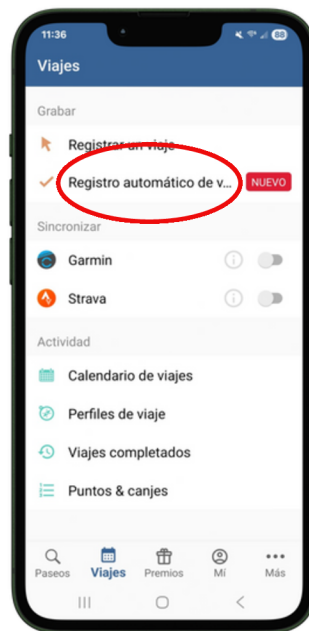 11:36
88
Viajes
Grabar
Registrar un viaje
Registro automático de v... NUEVO
Sincronizar
Garmin
Strava
Actividad
Calendario de viajes
Perfiles de viaje
Viajes completados
Puntos & canjes
Paseos Viajes Premios Mí Más